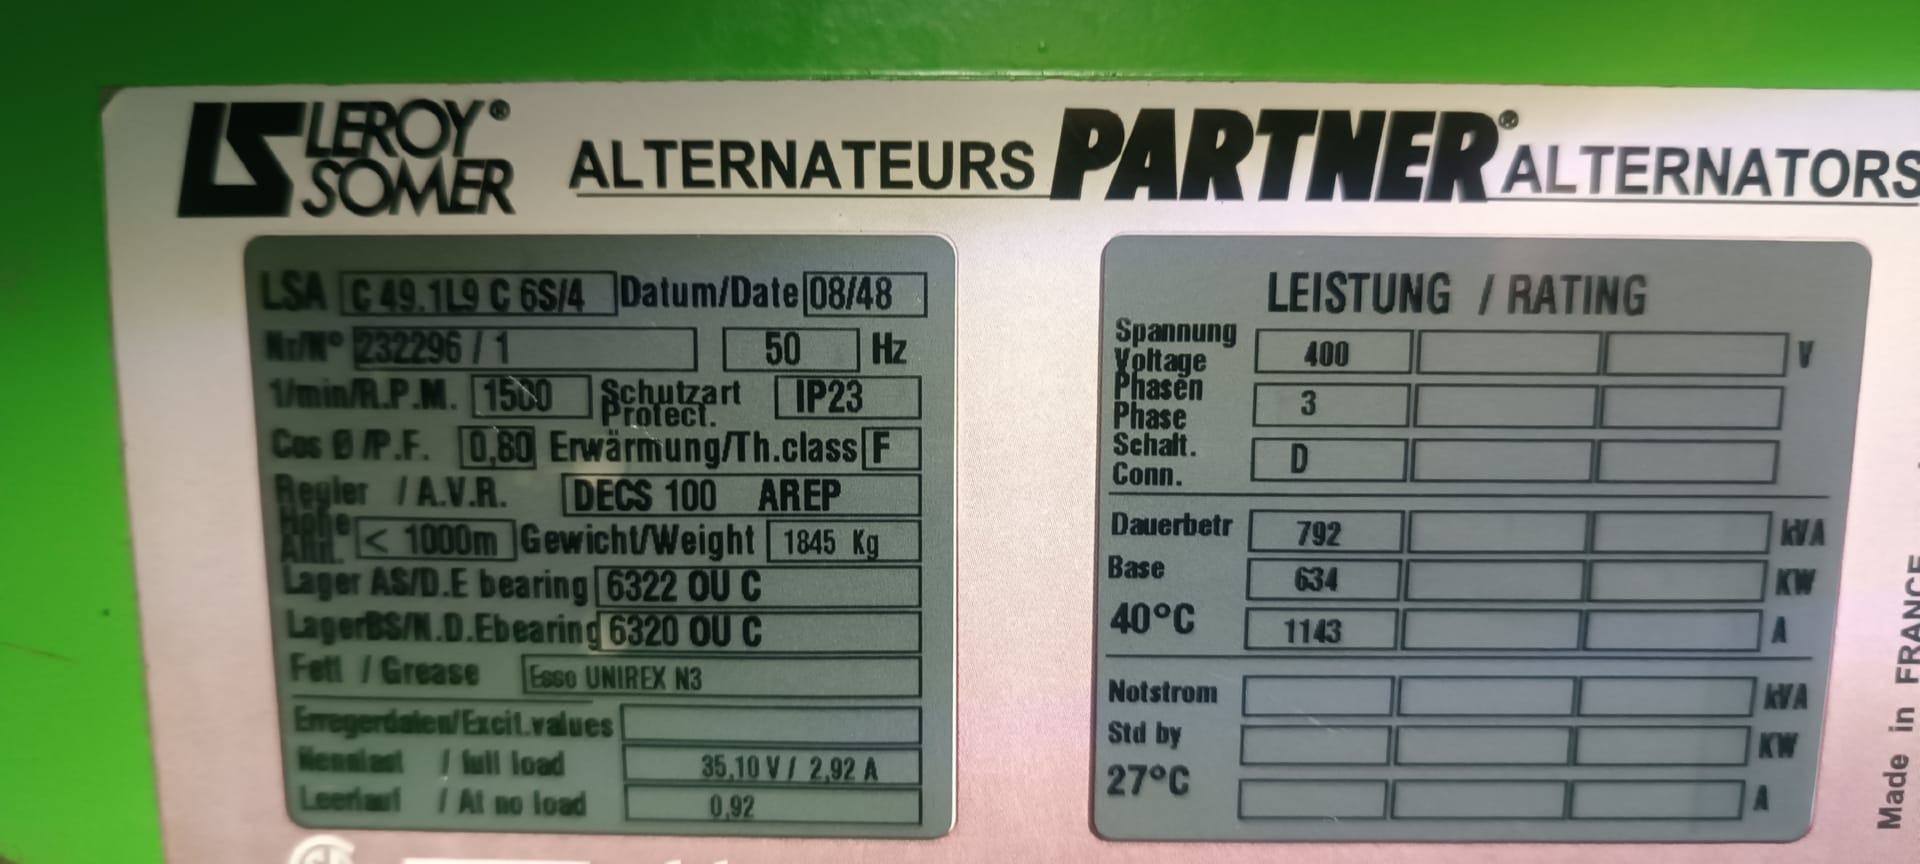 LS LEROY® SOMER ALTERNATEURS PARTNER® ALTERNATORS
LSA C 49.1L9 C 6S/4 Datum/Date 08/48
Nr/N° 232296 / 1 50 Hz
1/min/R.P.M. 1500 Schutzart Protect. IP23
Cos Ø /P.F. 0,80 Erwärmung/Th.class F
Regler / A.V.R. DECS 100 AREP
Höhe Alth. < 1000m Gewicht/Weight 1845 Kg
Lager AS/D.E bearing 6322 OU C
LagerBS/N.D.Ebearing 6320 OU C
Fett / Grease Esso UNIREX N3
Erregerdaten/Excit.values
Nennlast / full load 35,10 V / 2,92 A
Leerlauf / At no load 0,92
LEISTUNG / RATING
Spannung
Voltage 400 V
Phasen
Phase 3
Schalt.
Conn. D
Dauerbetr 792 kVA
Base 634 KW
40°C 1143 A
Notstrom kVA
Std by KW
27°C A
Made in FRANCE